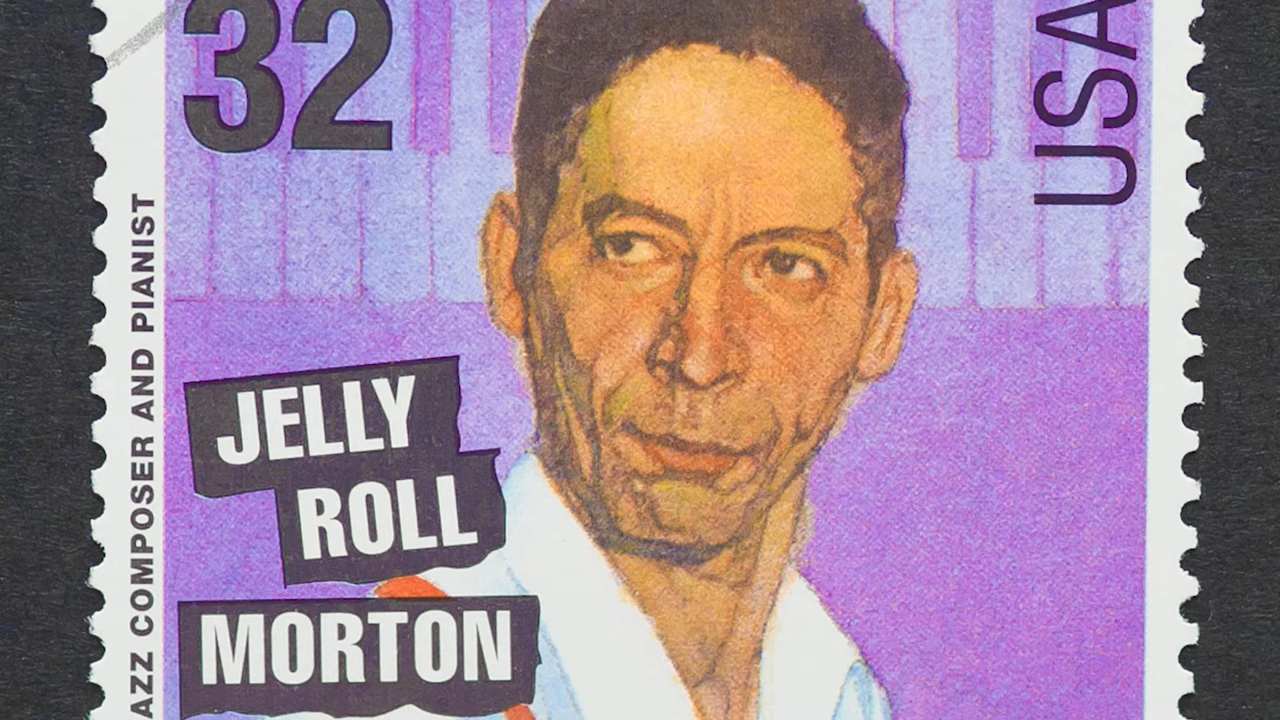 32
USA
JELLY
ROLL
MORTON
AZZ COMPOSER AND PIANIST